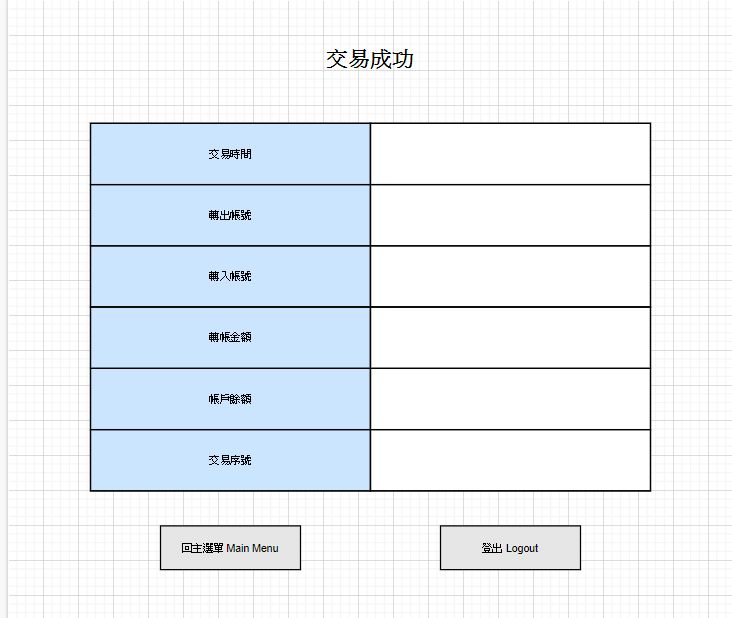 交易成功
交易時間
轉出帳號
轉入帳號
轉帳金額
帳戶餘額
交易序號
回主選單 Main Menu
登出 Logout